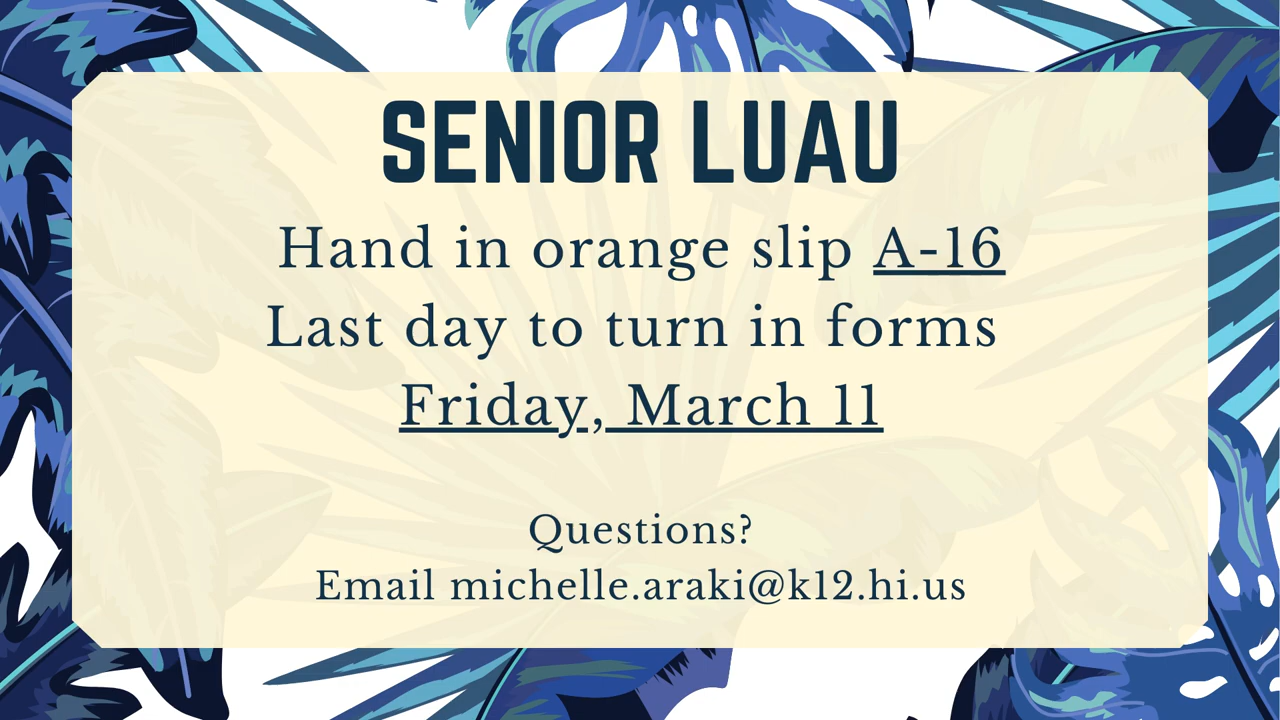 SENIOR LUAU
Hand in orange slip A-16
Last day to turn in forms
Friday, March 11
Questions?
Email michelle.araki@k12.hi.us